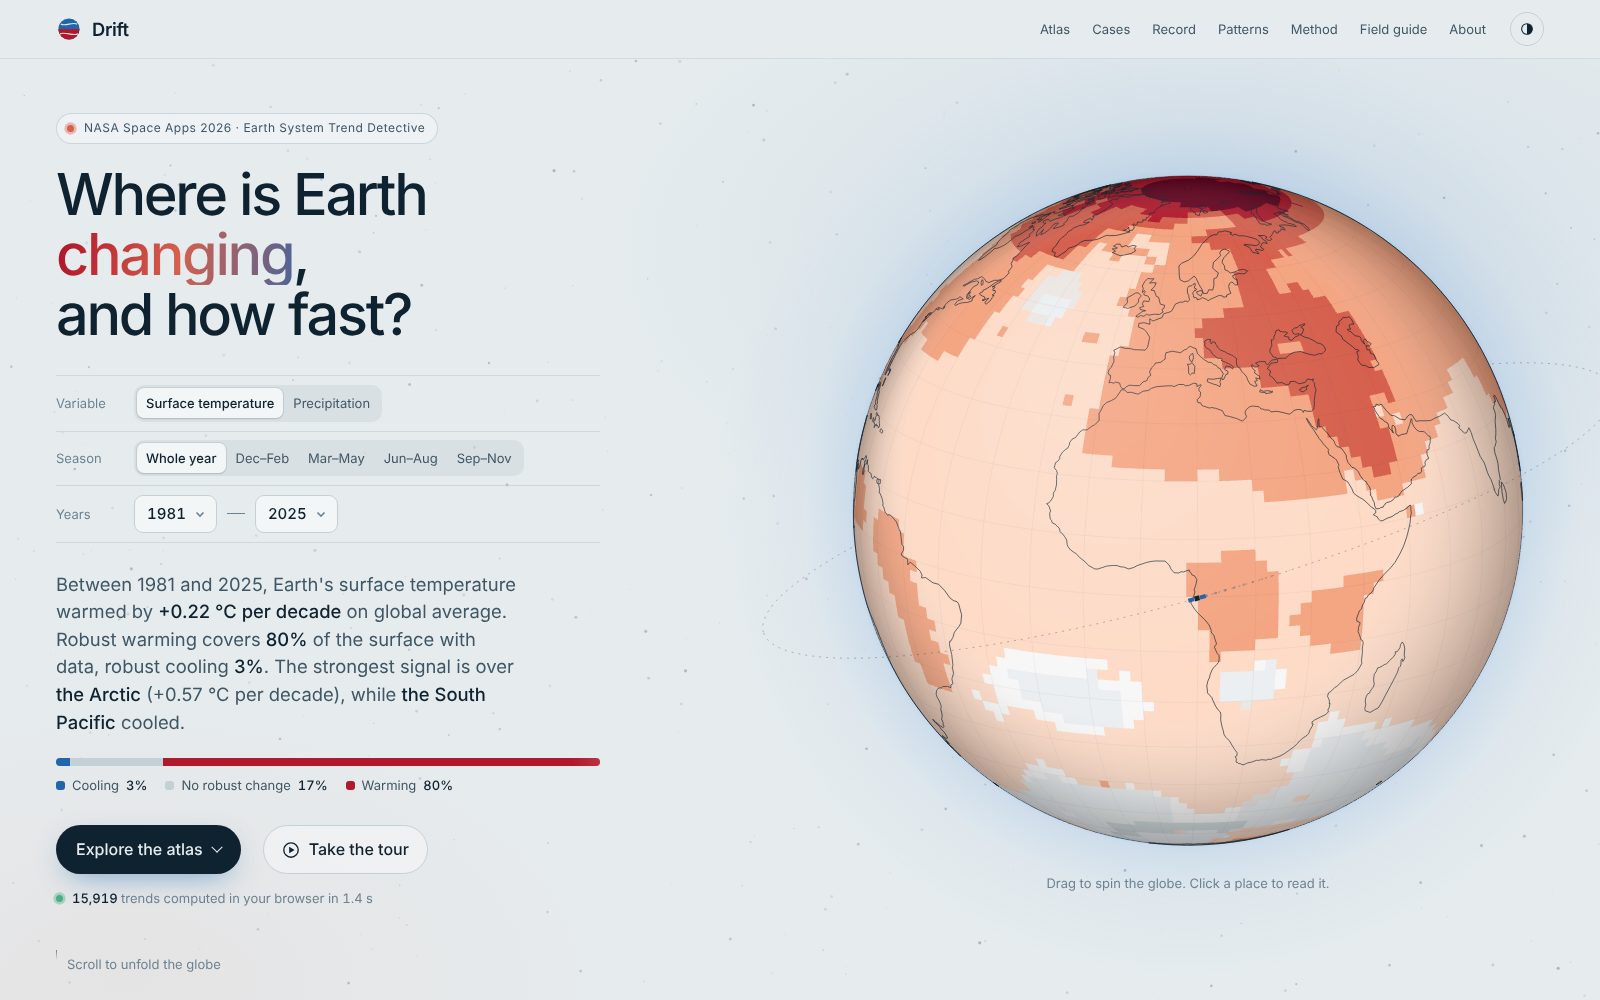 Drift
Atlas Cases Record Patterns Method Field guide About
NASA Space Apps 2026 · Earth System Trend Detective
Where is Earth
changing,
and how fast?
Variable Surface temperature Precipitation
Season Whole year Dec–Feb Mar–May Jun–Aug Sep–Nov
Years 1981 — 2025
Between 1981 and 2025, Earth's surface temperature
warmed by +0.22 °C per decade on global average.
Robust warming covers 80% of the surface with
data, robust cooling 3%. The strongest signal is over
the Arctic (+0.57 °C per decade), while the South
Pacific cooled.
Cooling 3% No robust change 17% Warming 80%
Explore the atlas Take the tour
15,919 trends computed in your browser in 1.4 s
Scroll to unfold the globe
Drag to spin the globe. Click a place to read it.